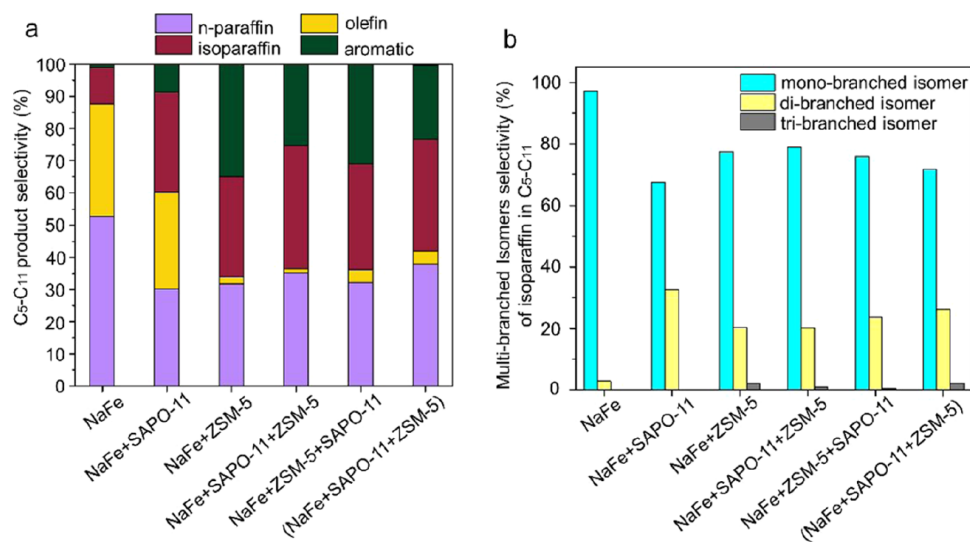 a
n-paraffin
olefin
isoparaffin
aromatic
C5-C11 product selectivity (%)
100
90
80
70
60
50
40
30
20
10
0
NaFe
NaFe+SAPO-11
NaFe+ZSM-5
NaFe+SAPO-11+ZSM-5
NaFe+ZSM-5+SAPO-11
(NaFe+SAPO-11+ZSM-5)
b
mono-branched isomer
di-branched isomer
tri-branched isomer
Multi-branched Isomers selectivity (%)
of isoparaffin in C5-C11
100
80
60
40
20
0
NaFe
NaFe+SAPO-11
NaFe+ZSM-5
NaFe+SAPO-11+ZSM-5
NaFe+ZSM-5+SAPO-11
(NaFe+SAPO-11+ZSM-5)